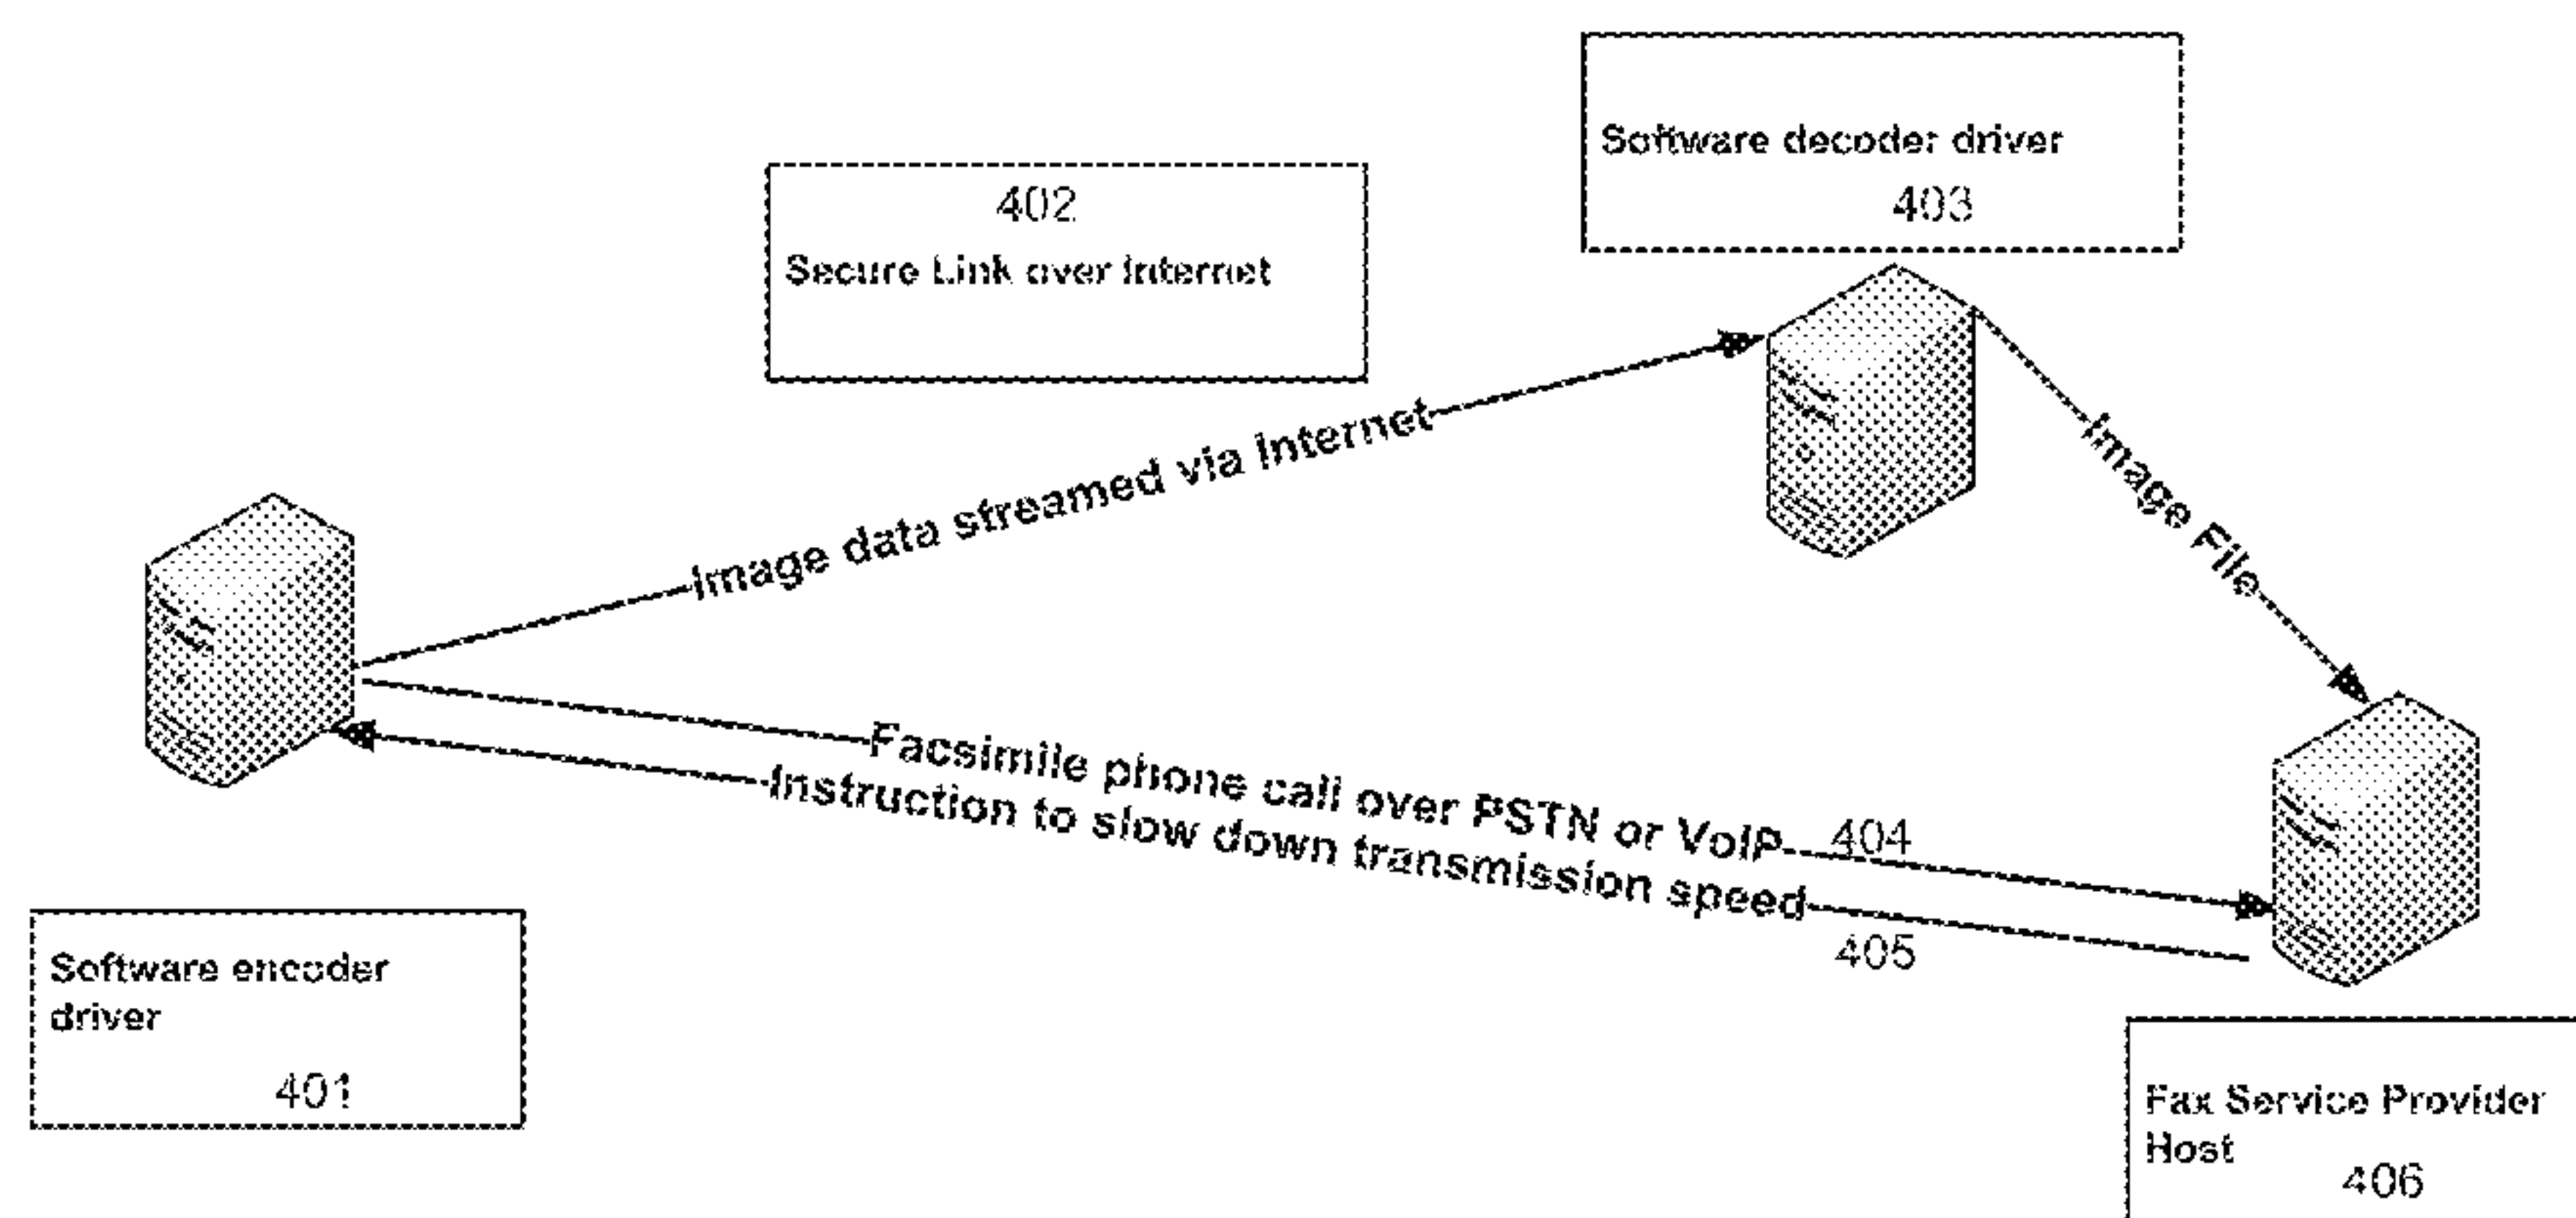 Software decoder driver
403
402
Secure Link over Internet
Image data streamed via Internet
Image File
Facsimile phone call over PSTN or VoIP
404
Instruction to slow down transmission speed
405
Software encoder
driver
401
Fax Service Provider
Host
406